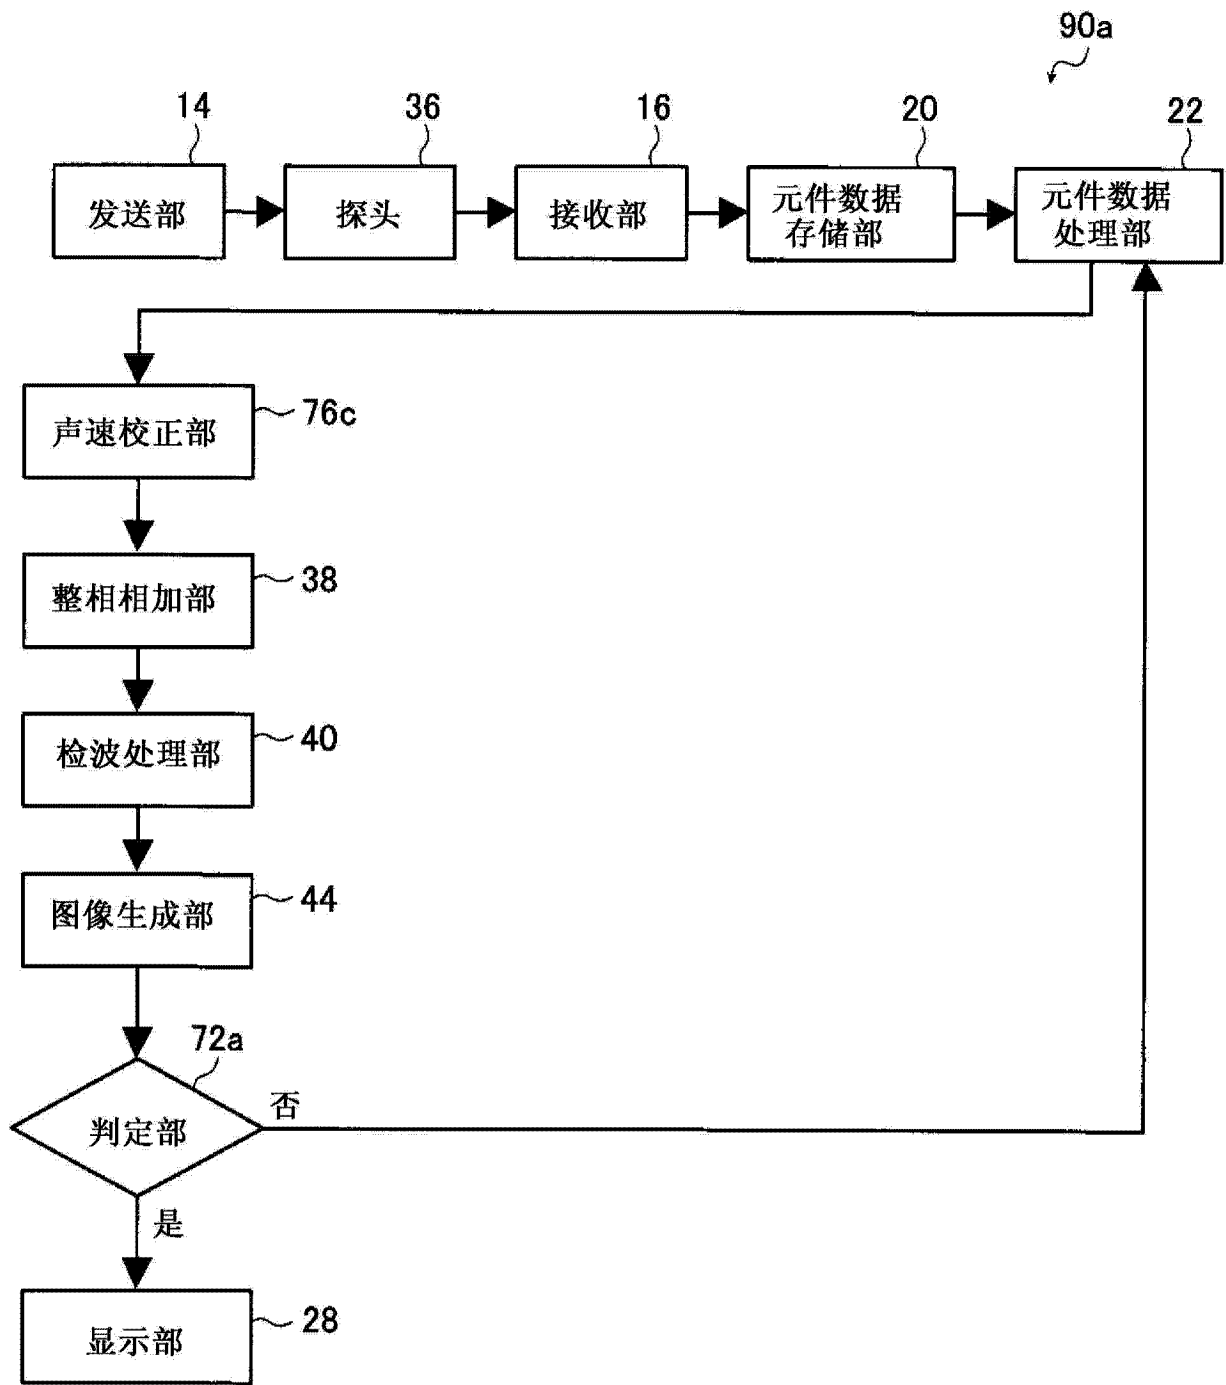 90a
14
36
16
20
22
发送部
探头
接收部
元件数据
存储部
元件数据
处理部
声速校正部
76c
整相相加部
38
检波处理部
40
图像生成部
44
72a
判定部
否
是
显示部
28